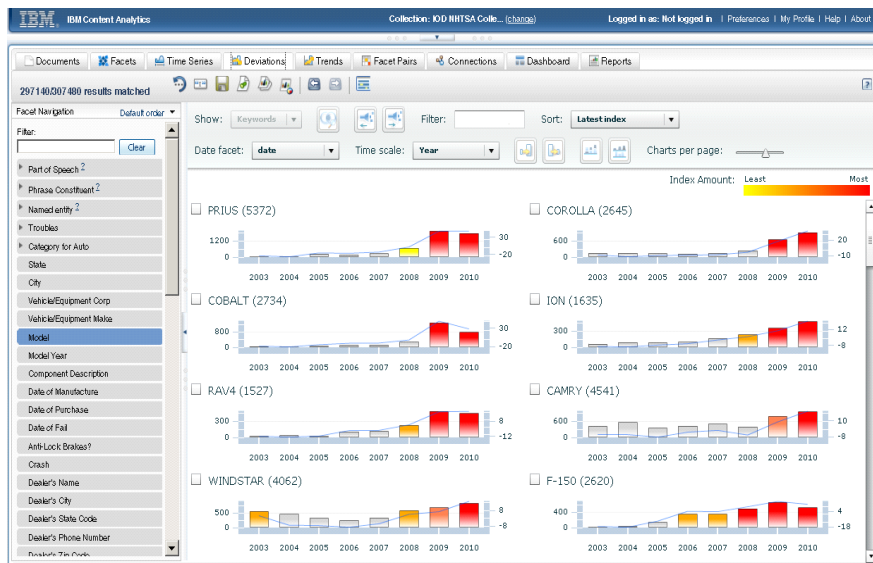 IBM. IBM Content Analytics Collection: IOD NHTSA Colle... (change) Logged in as: Not logged in | Preferences | My Profile | Help | About
Documents Facets Time Series Deviations Trends Facet Pairs Connections Dashboard Reports
297140/307480 results matched
Facet Navigation Default order
Filter:
Clear
Part of Speech 2
Phrase Constituent 2
Named entity 2
Troubles
Category for Auto
State
City
Vehicle/Equipment Corp
Vehicle/Equipment Make
Model
Model Year
Component Description
Date of Manufacture
Date of Purchase
Date of Fail
Anti-Lock Brakes?
Crash
Dealer's Name
Dealer's City
Dealer's State Code
Dealer's Phone Number
Dealer's Zip Code
Show: Keywords Filter: Sort: Latest index
Date facet: date Time scale: Year Charts per page:
Index Amount: Least Most
PRIUS (5372)
1200
0
30
-20
2003 2004 2005 2006 2007 2008 2009 2010
COROLLA (2645)
600
0
20
-10
2003 2004 2005 2006 2007 2008 2009 2010
COBALT (2734)
800
0
30
-20
2003 2004 2005 2006 2007 2008 2009 2010
ION (1635)
300
0
12
-8
2003 2004 2005 2006 2007 2008 2009 2010
RAV4 (1527)
300
0
8
-12
2003 2004 2005 2006 2007 2008 2009 2010
CAMRY (4541)
600
0
10
-8
2003 2004 2005 2006 2007 2008 2009 2010
WINDSTAR (4062)
500
0
8
-8
2003 2004 2005 2006 2007 2008 2009 2010
F-150 (2620)
400
0
4
-18
2003 2004 2005 2006 2007 2008 2009 2010